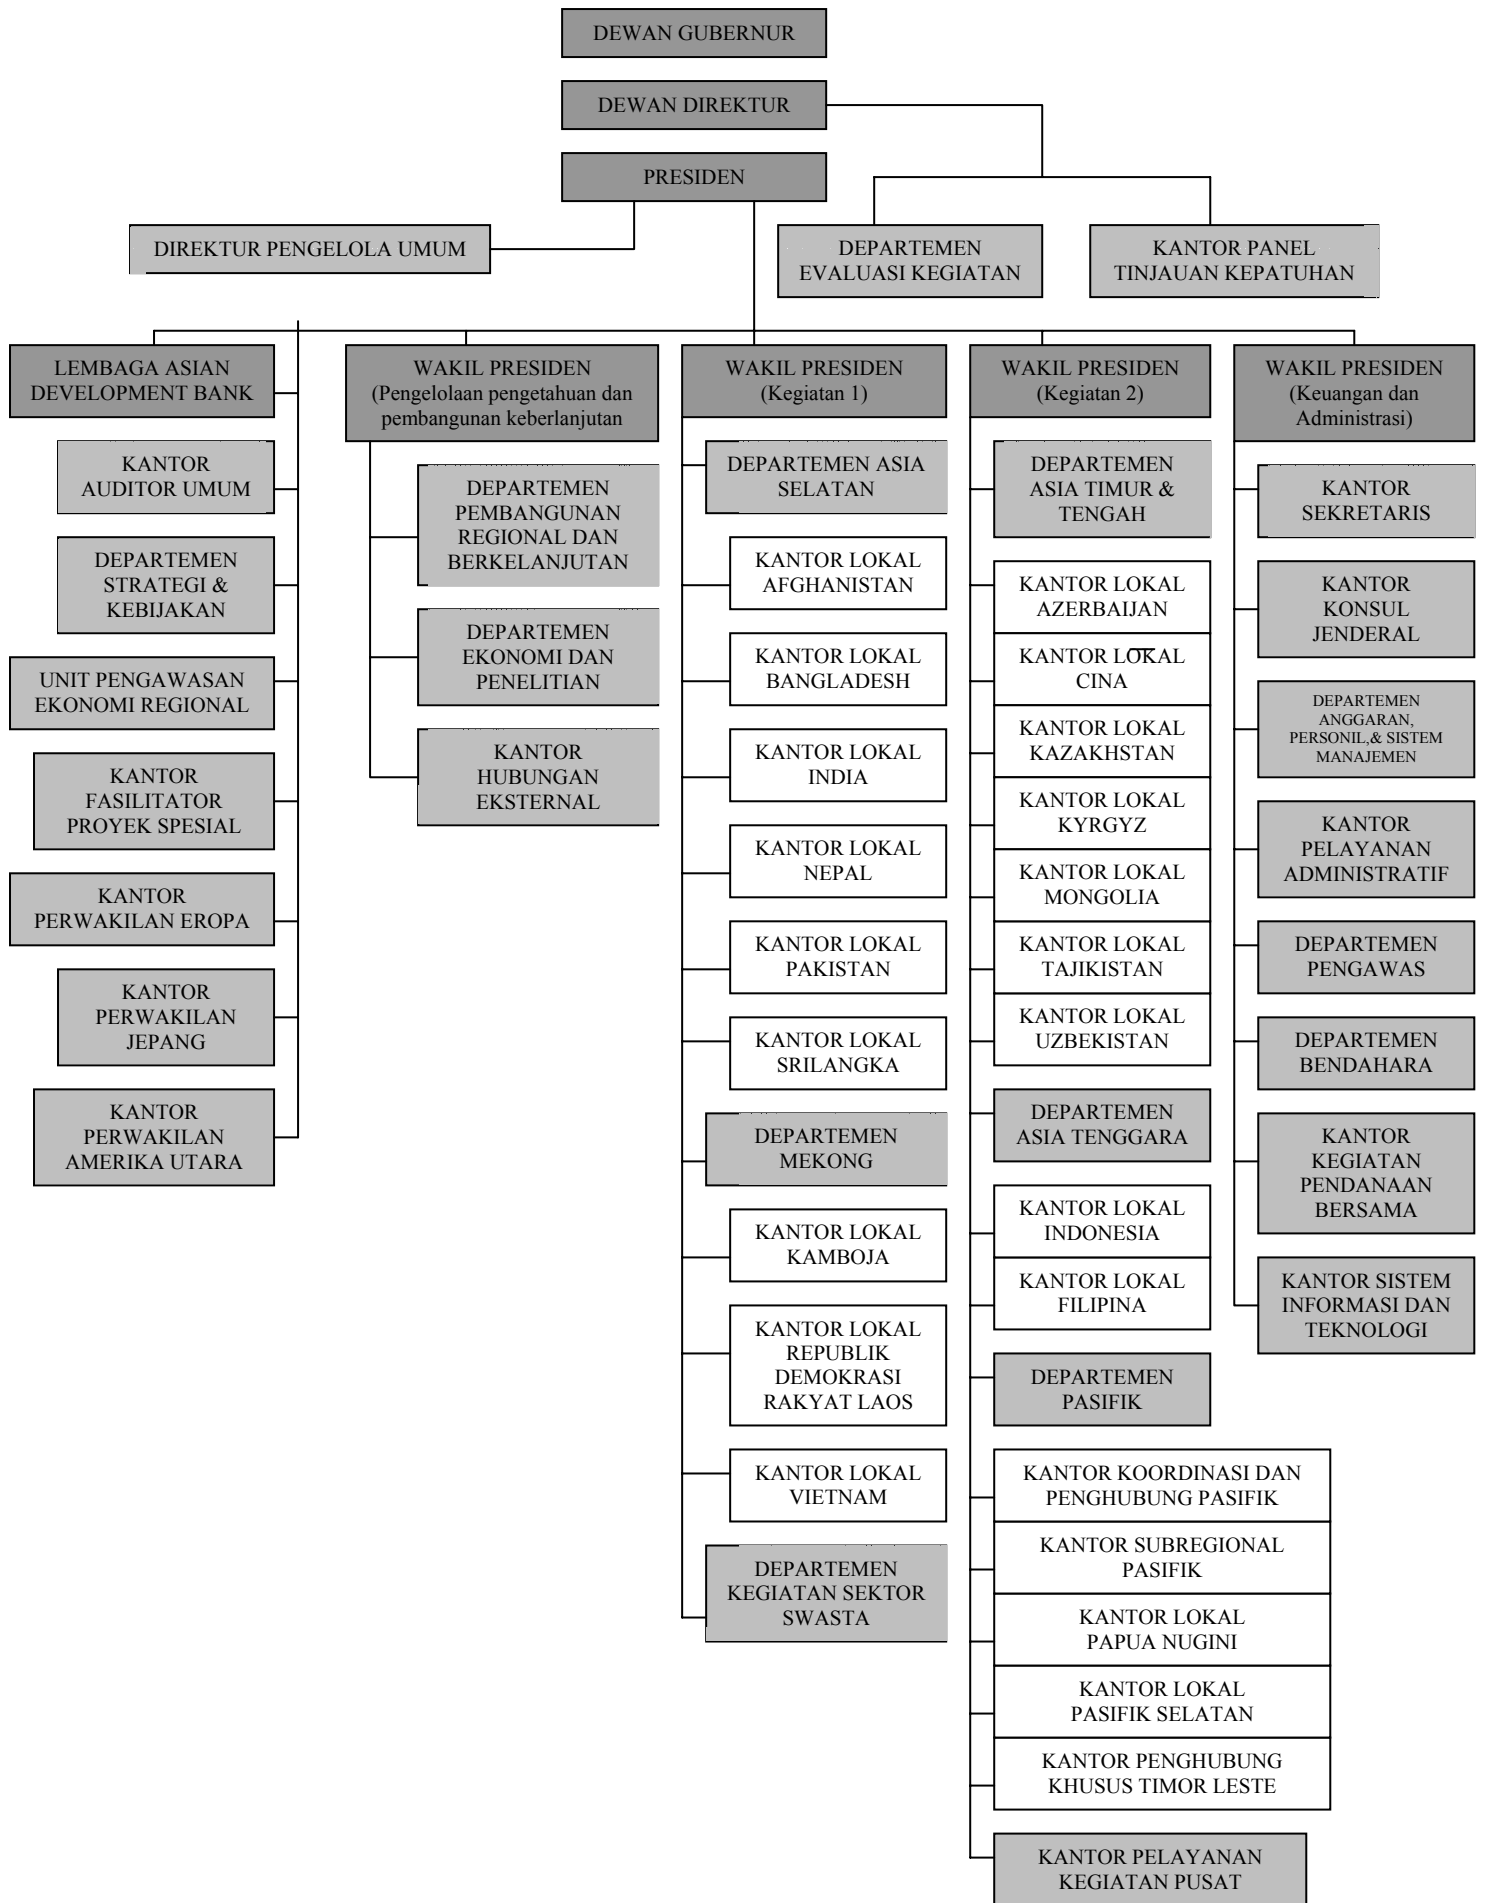 DEWAN GUBERNUR
DEWAN DIREKTUR
PRESIDEN
DIREKTUR PENGELOLA UMUM
DEPARTEMEN
EVALUASI KEGIATAN
KANTOR PANEL
TINJAUAN KEPATUHAN
LEMBAGA ASIAN
DEVELOPMENT BANK
KANTOR
AUDITOR UMUM
DEPARTEMEN
STRATEGI &
KEBIJAKAN
UNIT PENGAWASAN
EKONOMI REGIONAL
KANTOR
FASILITATOR
PROYEK SPESIAL
KANTOR
PERWAKILAN EROPA
KANTOR
PERWAKILAN
JEPANG
KANTOR
PERWAKILAN
AMERIKA UTARA
WAKIL PRESIDEN
(Pengelolaan pengetahuan dan
pembangunan keberlanjutan
DEPARTEMEN
PEMBANGUNAN
REGIONAL DAN
BERKELANJUTAN
DEPARTEMEN
EKONOMI DAN
PENELITIAN
KANTOR
HUBUNGAN
EKSTERNAL
WAKIL PRESIDEN
(Kegiatan 1)
DEPARTEMEN ASIA
SELATAN
KANTOR LOKAL
AFGHANISTAN
KANTOR LOKAL
BANGLADESH
KANTOR LOKAL
INDIA
KANTOR LOKAL
NEPAL
KANTOR LOKAL
PAKISTAN
KANTOR LOKAL
SRILANGKA
DEPARTEMEN
MEKONG
KANTOR LOKAL
KAMBOJA
KANTOR LOKAL
REPUBLIK
DEMOKRASI
RAKYAT LAOS
KANTOR LOKAL
VIETNAM
DEPARTEMEN
KEGIATAN SEKTOR
SWASTA
WAKIL PRESIDEN
(Kegiatan 2)
DEPARTEMEN
ASIA TIMUR &
TENGAH
KANTOR LOKAL
AZERBAIJAN
KANTOR LOKAL
CINA
KANTOR LOKAL
KAZAKHSTAN
KANTOR LOKAL
KYRGYZ
KANTOR LOKAL
MONGOLIA
KANTOR LOKAL
TAJIKISTAN
KANTOR LOKAL
UZBEKISTAN
DEPARTEMEN
ASIA TENGGARA
KANTOR LOKAL
INDONESIA
KANTOR LOKAL
FILIPINA
DEPARTEMEN
PASIFIK
KANTOR KOORDINASI DAN
PENGHUBUNG PASIFIK
KANTOR SUBREGIONAL
PASIFIK
KANTOR LOKAL
PAPUA NUGINI
KANTOR LOKAL
PASIFIK SELATAN
KANTOR PENGHUBUNG
KHUSUS TIMOR LESTE
KANTOR PELAYANAN
KEGIATAN PUSAT
WAKIL PRESIDEN
(Keuangan dan
Administrasi)
KANTOR
SEKRETARIS
KANTOR
KONSUL
JENDERAL
DEPARTEMEN
ANGGARAN,
PERSONIL,& SISTEM
MANAJEMEN
KANTOR
PELAYANAN
ADMINISTRATIF
DEPARTEMEN
PENGAWAS
DEPARTEMEN
BENDAHARA
KANTOR
KEGIATAN
PENDANAAN
BERSAMA
KANTOR SISTEM
INFORMASI DAN
TEKNOLOGI